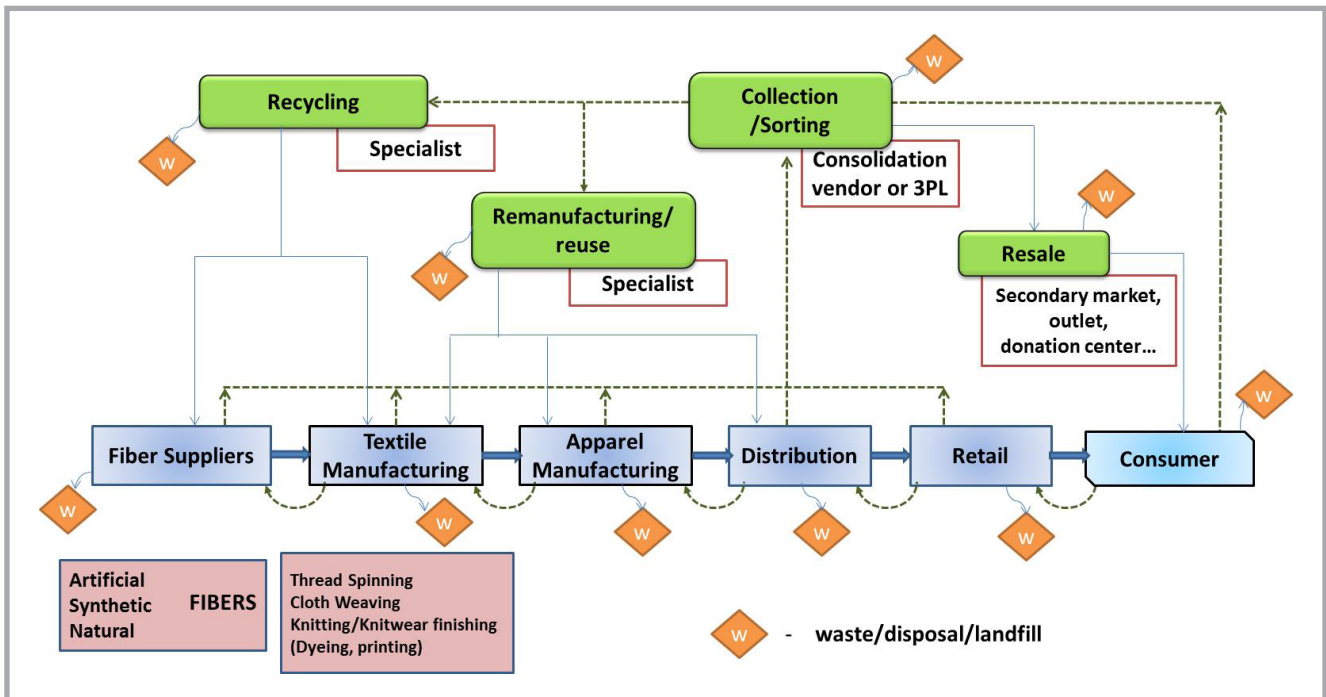 W
Recycling
Collection
/Sorting
W
Specialist
Consolidation
vendor or 3PL
W
Remanufacturing/
reuse
W
Resale
Specialist
Secondary market,
outlet,
donation center...
W
Fiber Suppliers
Textile
Manufacturing
Apparel
Manufacturing
Distribution
Retail
Consumer
W
W
W
W
W
Artificial
Synthetic FIBERS
Natural
Thread Spinning
Cloth Weaving
Knitting/Knitwear finishing
(Dyeing, printing)
W - waste/disposal/landfill